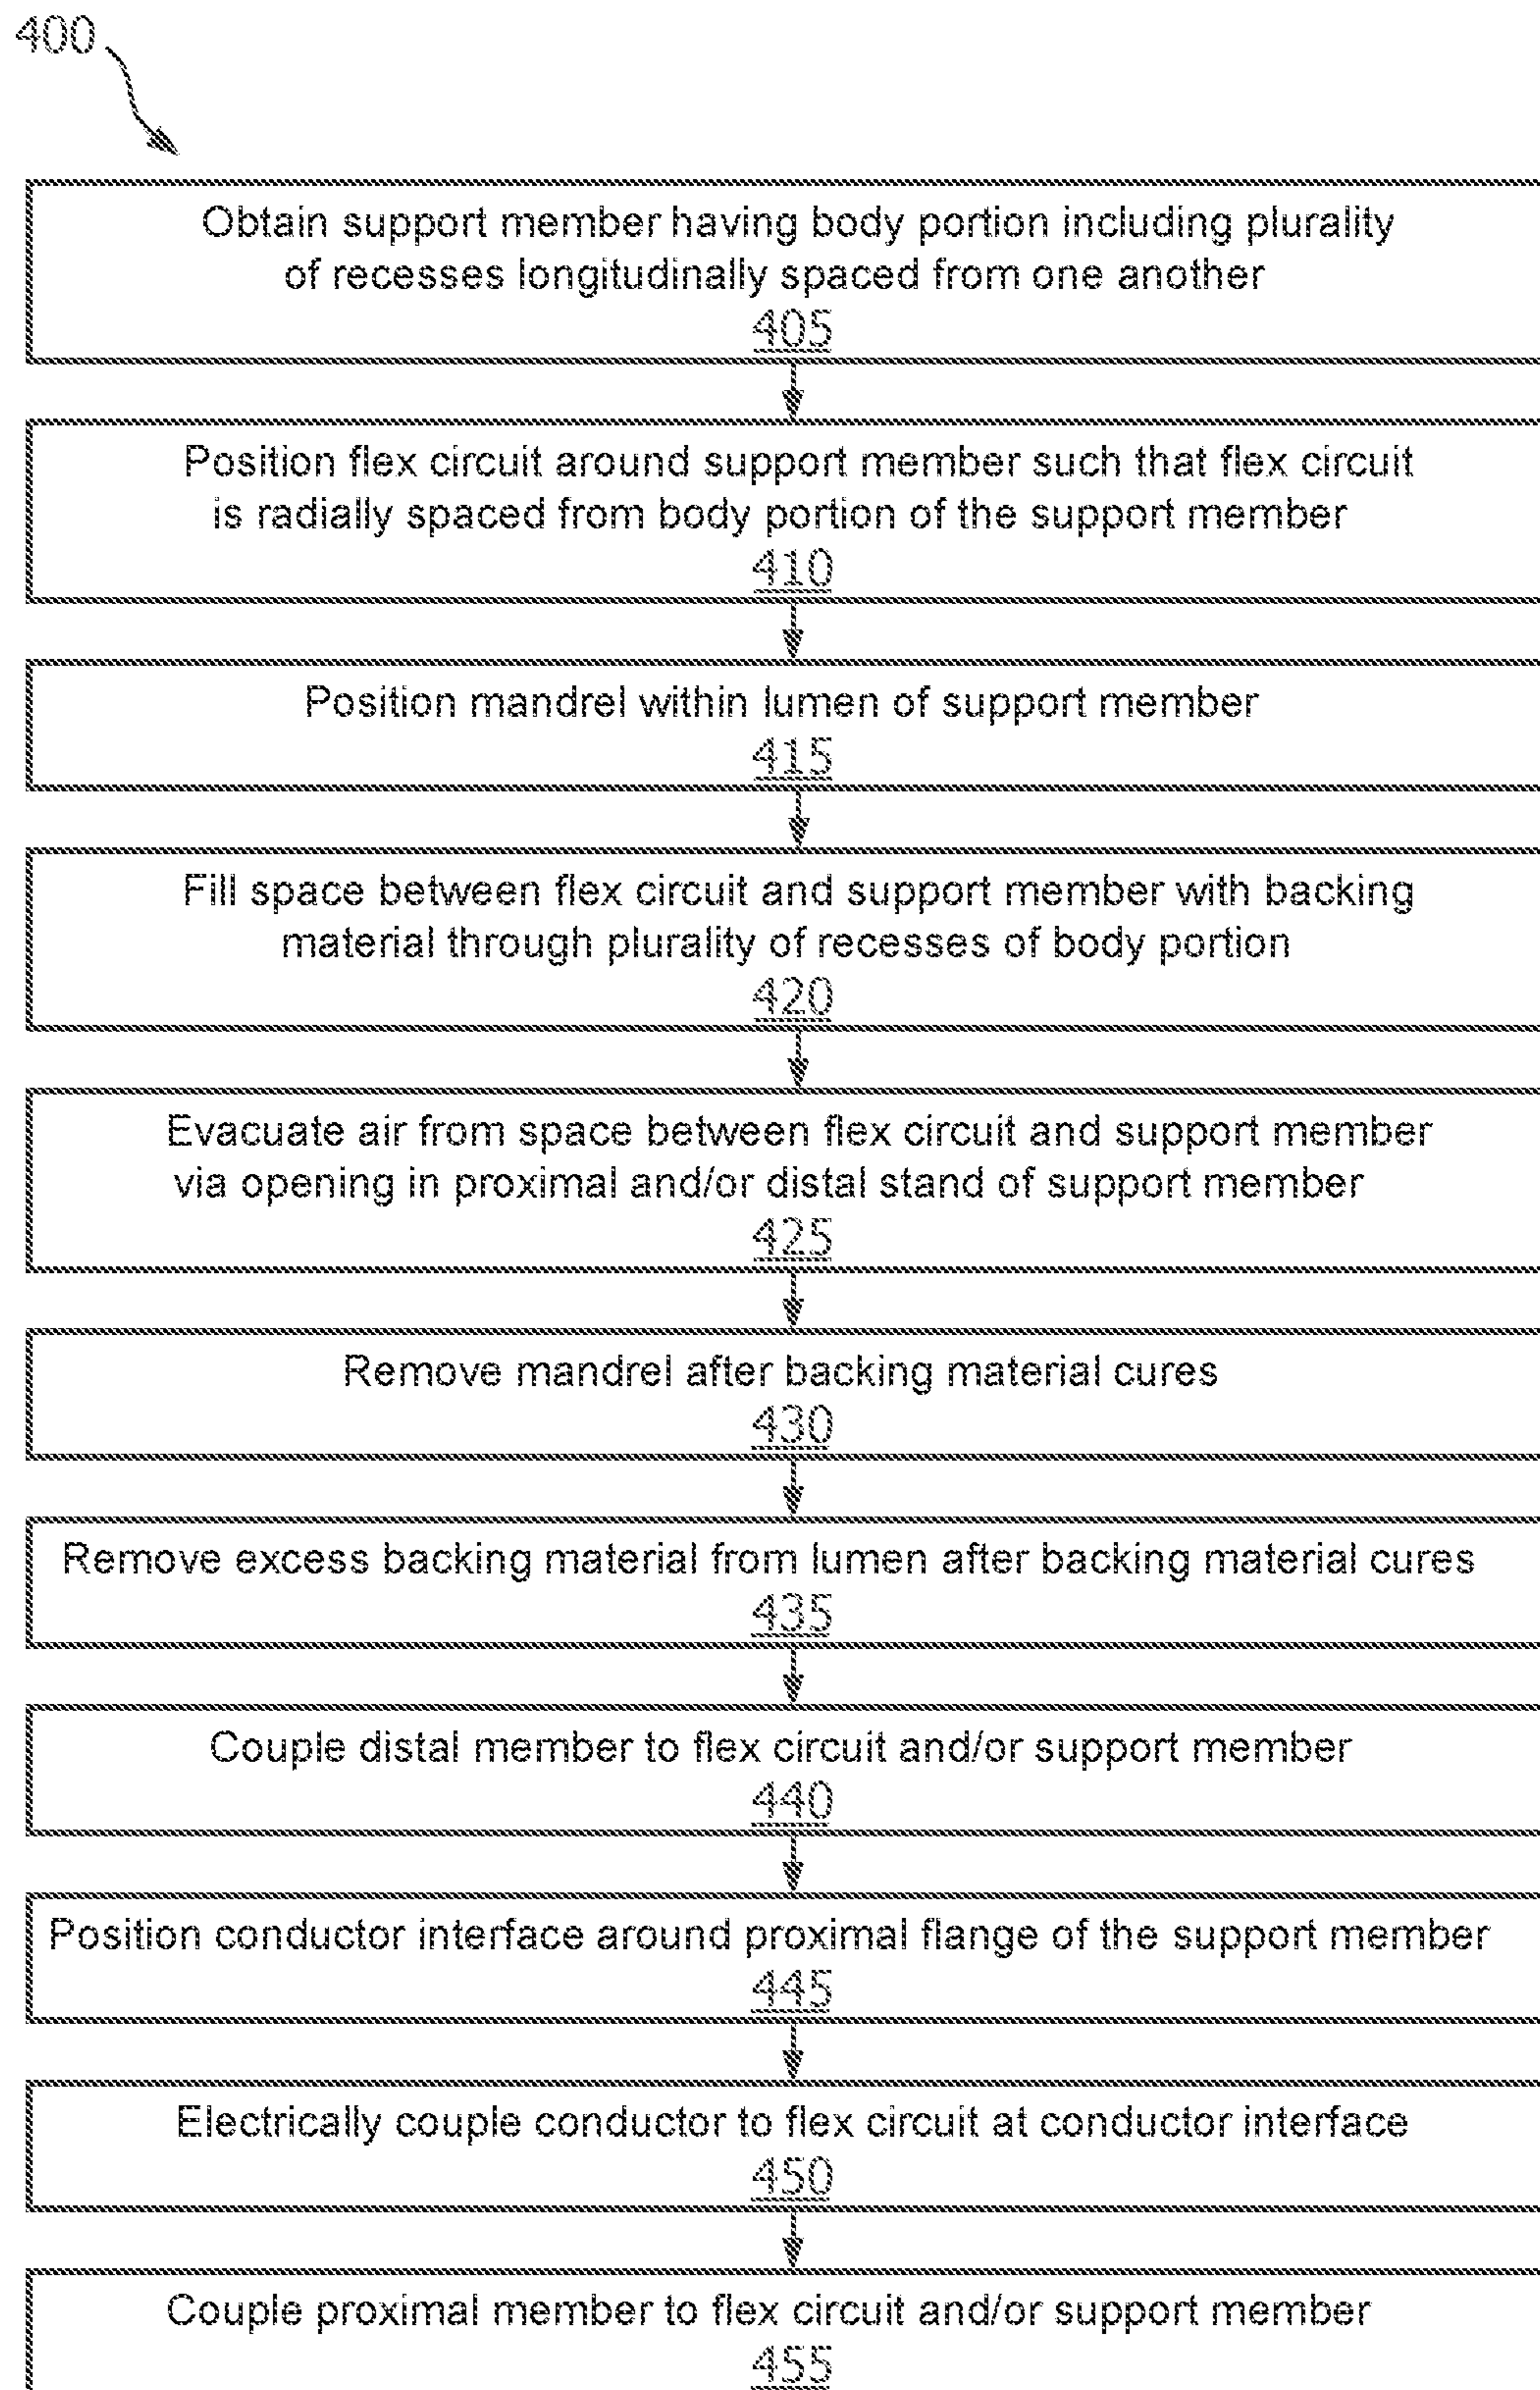 400
Obtain support member having body portion including plurality
of recesses longitudinally spaced from one another
405
Position flex circuit around support member such that flex circuit
is radially spaced from body portion of the support member
410
Position mandrel within lumen of support member
415
Fill space between flex circuit and support member with backing
material through plurality of recesses of body portion
420
Evacuate air from space between flex circuit and support member
via opening in proximal and/or distal stand of support member
425
Remove mandrel after backing material cures
430
Remove excess backing material from lumen after backing material cures
435
Couple distal member to flex circuit and/or support member
440
Position conductor interface around proximal flange of the support member
445
Electrically couple conductor to flex circuit at conductor interface
450
Couple proximal member to flex circuit and/or support member
455